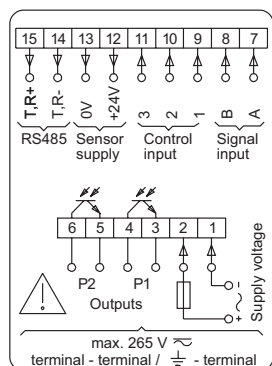 15 14 13 12 11 10 9 8 7
T,R+ T,R- 0V +24V 3 2 1 B A
RS485 Sensor supply Control input Signal input
6 5 4 3 2 1
P2 P1
Outputs
- +
Supply voltage
max. 265 V
terminal - terminal / ⏚ - terminal